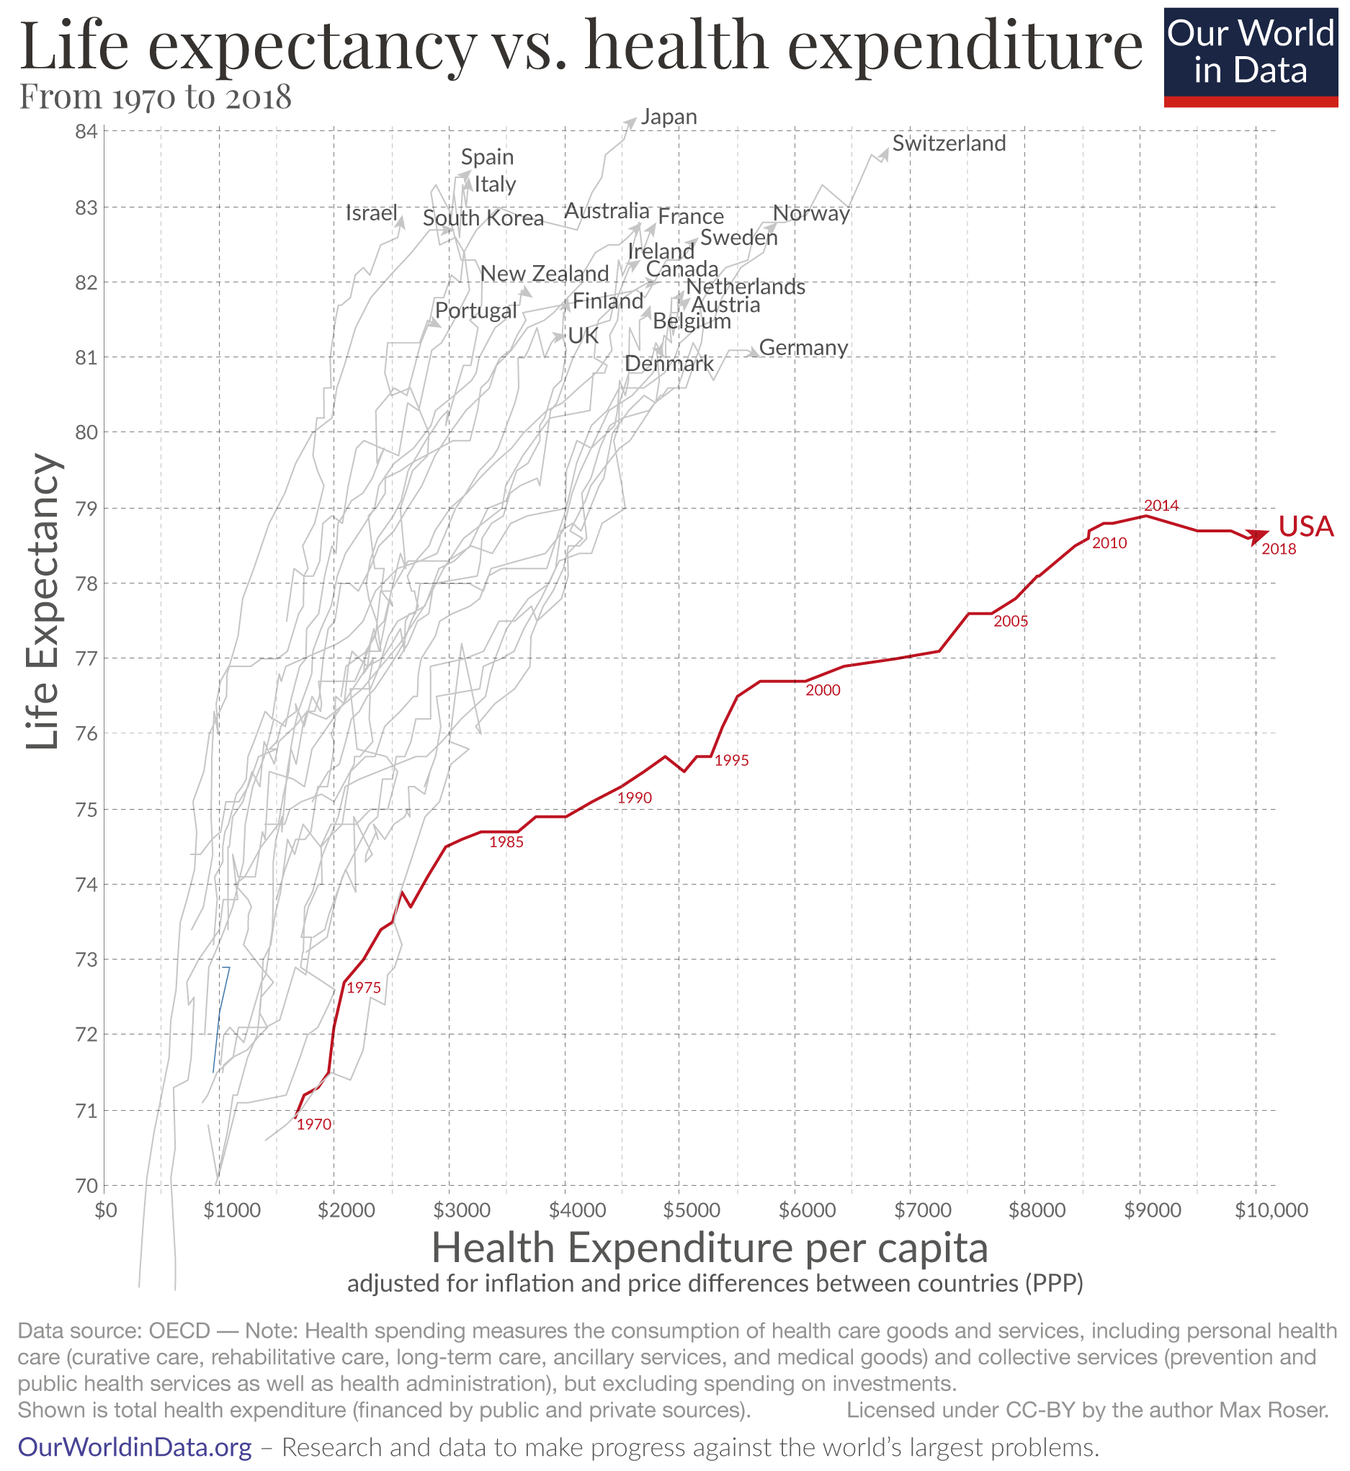 Life expectancy vs. health expenditure
Our World
in Data
From 1970 to 2018
84
83
82
81
80
79
78
77
76
75
74
73
72
71
70
Life Expectancy
Japan
Switzerland
Spain
Italy
Israel
South Korea
Australia
France
Norway
Sweden
Ireland
Canada
New Zealand
Netherlands
Finland
Austria
Portugal
Belgium
UK
Germany
Denmark
2014
USA
2010
2018
2005
2000
1995
1990
1985
1975
1970
$0
$1000
$2000
$3000
$4000
$5000
$6000
$7000
$8000
$9000
$10,000
Health Expenditure per capita
adjusted for inflation and price differences between countries (PPP)
Data source: OECD — Note: Health spending measures the consumption of health care goods and services, including personal health
care (curative care, rehabilitative care, long-term care, ancillary services, and medical goods) and collective services (prevention and
public health services as well as health administration), but excluding spending on investments.
Shown is total health expenditure (financed by public and private sources).
Licensed under CC-BY by the author Max Roser.
OurWorldinData.org – Research and data to make progress against the world's largest problems.